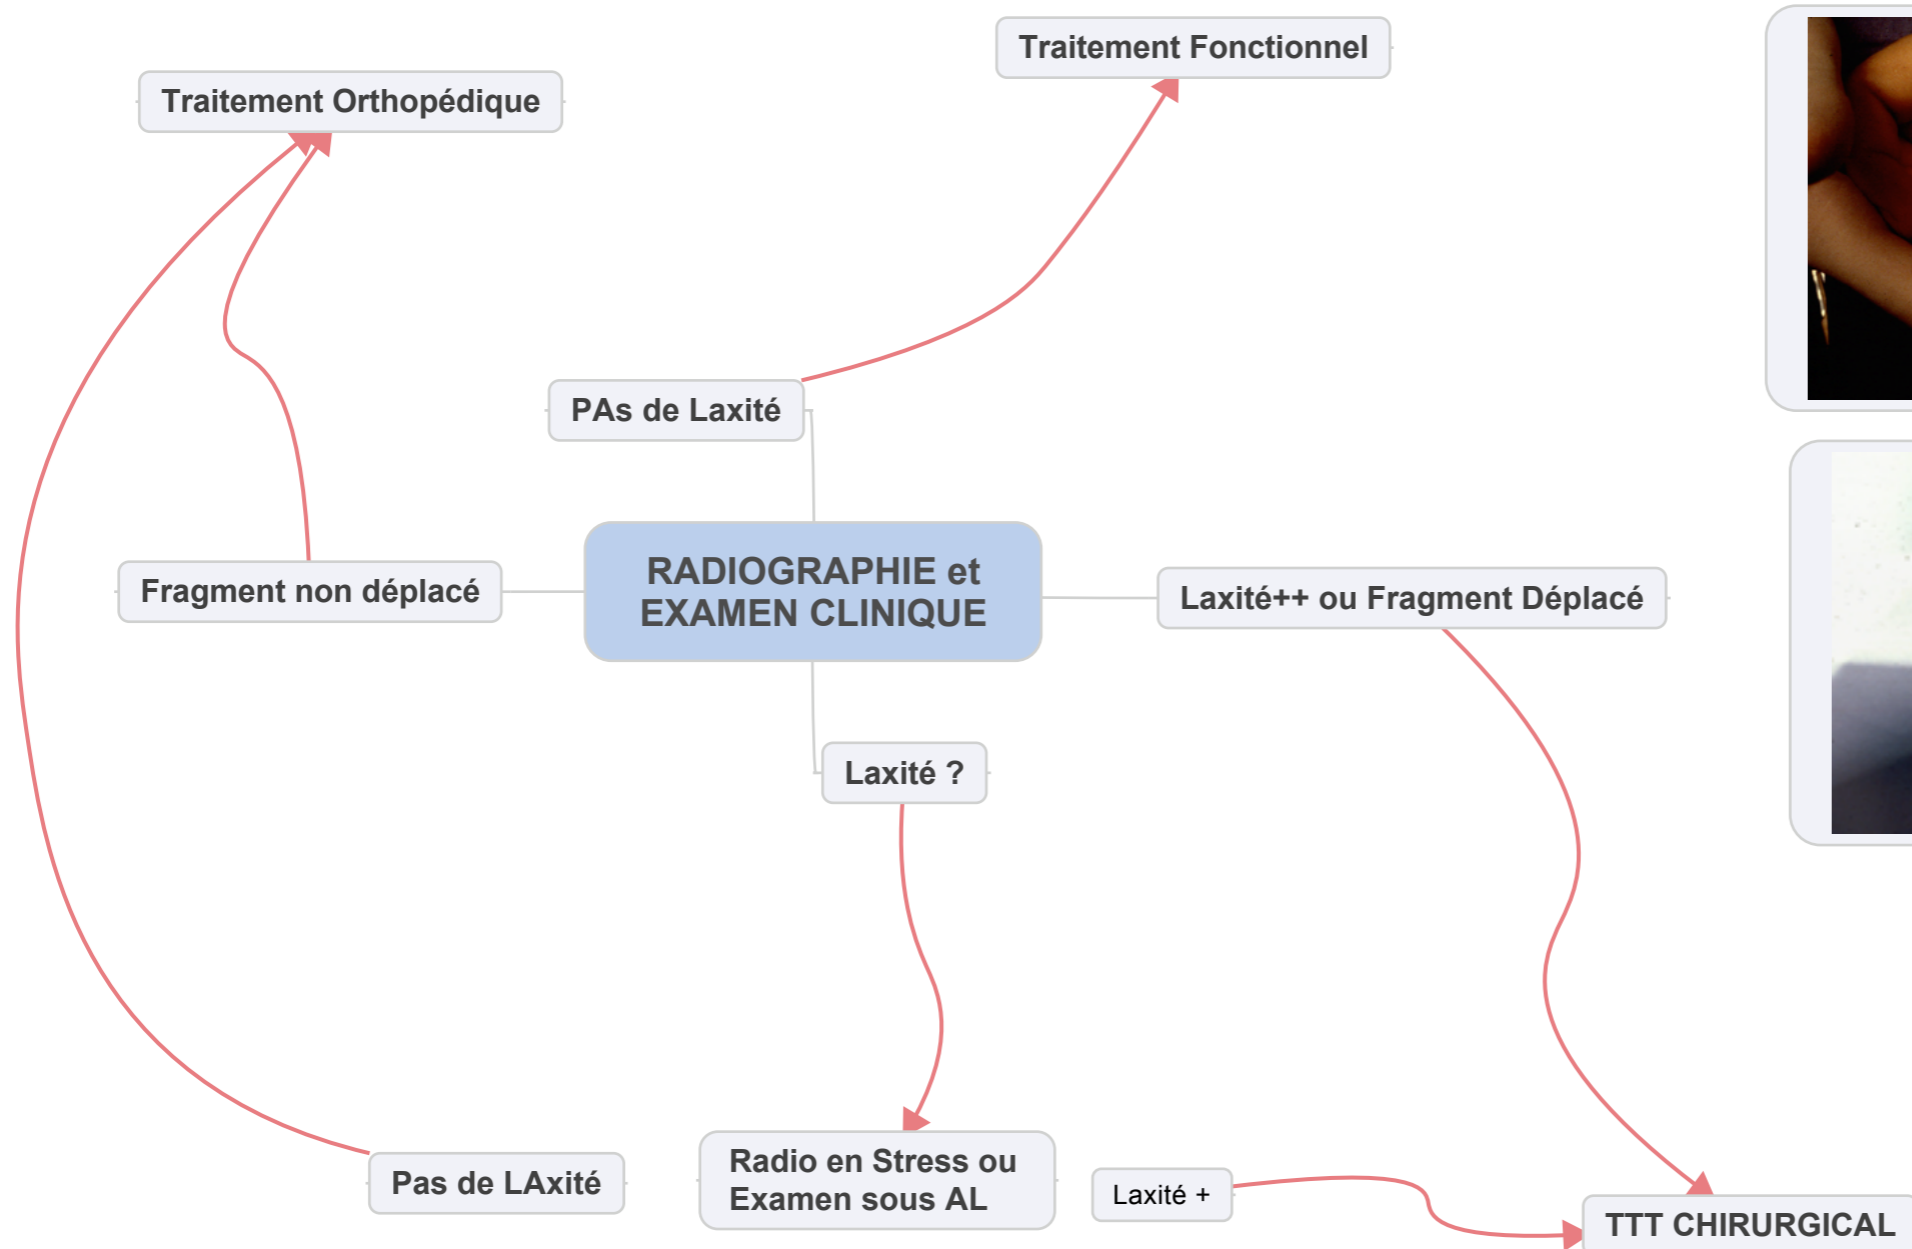 Traitement Fonctionnel
Traitement Orthopédique
PAs de Laxité
RADIOGRAPHIE et
EXAMEN CLINIQUE
Fragment non déplacé
Laxité++ ou Fragment Déplacé
Laxité ?
Pas de LAxité
Radio en Stress ou
Examen sous AL
Laxité +
TTT CHIRURGICAL